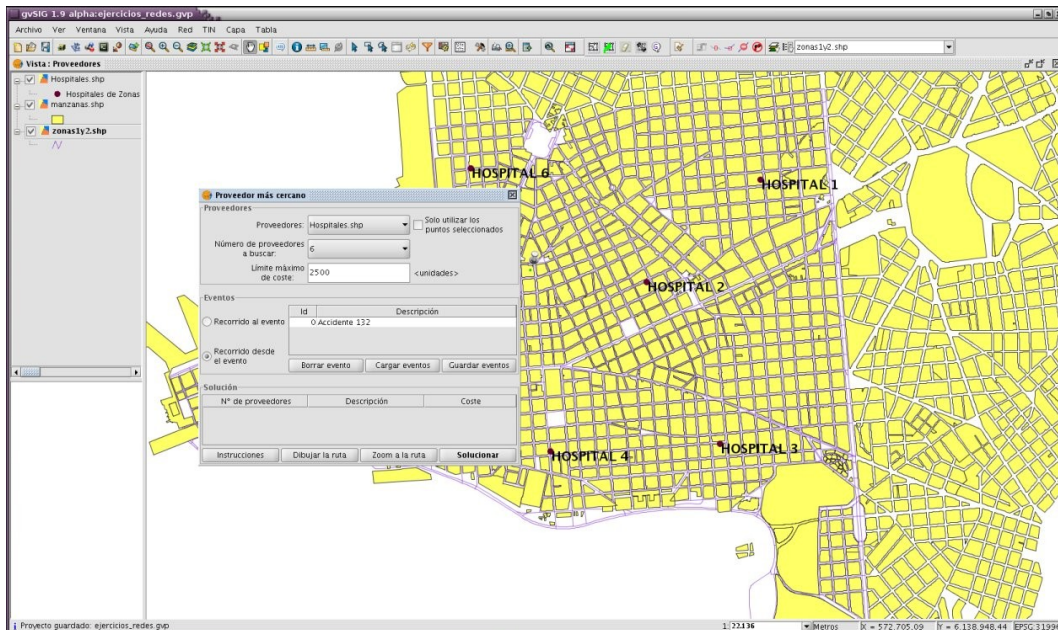 gvSIG 1.9 alpha:ejercicios_redes.gvp
Archivo Ver Ventana Vista Ayuda Red TIN Capa Tabla
zonas1y2.shp
Vista : Proveedores
Hospitales.shp
Hospitales de Zonas
manzanas.shp
zonas1y2.shp
HOSPITAL 6
HOSPITAL 1
HOSPITAL 2
HOSPITAL 3
HOSPITAL 4
Proveedor más cercano
Proveedores
Proveedores: Hospitales.shp Solo utilizar los puntos seleccionados
Número de proveedores a buscar: 6
Límite máximo de coste: 2500 <unidades>
Eventos
Id Descripción
Recorrido al evento
0 Accidente 132
Recorrido desde el evento
Borrar evento Cargar eventos Guardar eventos
Solución
N° de proveedores Descripción Coste
Instrucciones Dibujar la ruta Zoom a la ruta Solucionar
Proyecto guardado: ejercicios_redes.gvp
1: 22.136 Metros X = 572.705,09 Y = 6.138.948,44